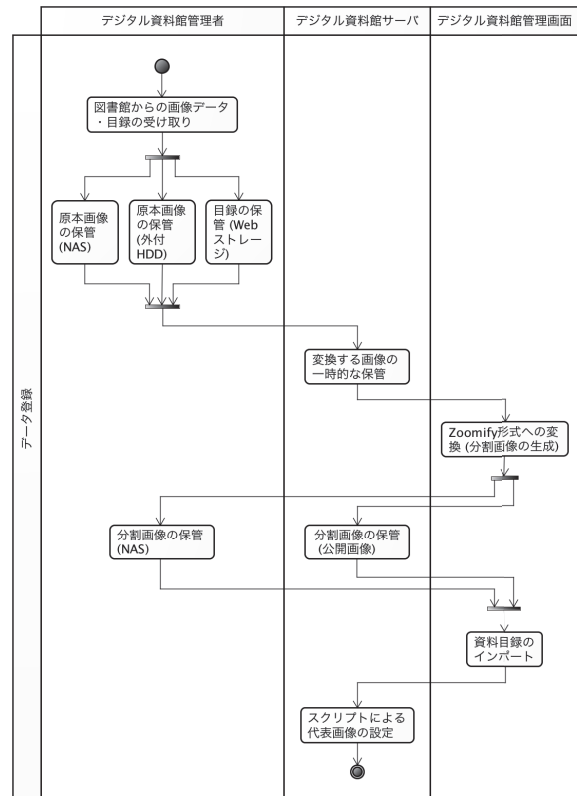 デジタル資料館管理者
デジタル資料館サーバ
デジタル資料館管理画面
データ登録
図書館からの画像データ
・目録の受け取り
原本画像
の保管
(NAS)
原本画像
の保管
(外付
HDD)
目録の保
管 (Web
ストレー
ジ)
変換する画像の
一時的な保管
Zoomify形式への変
換 (分割画像の生成)
分割画像の保管
(NAS)
分割画像の保管
(公開画像)
資料目録の
インパート
スクリプトによる
代表画像の設定